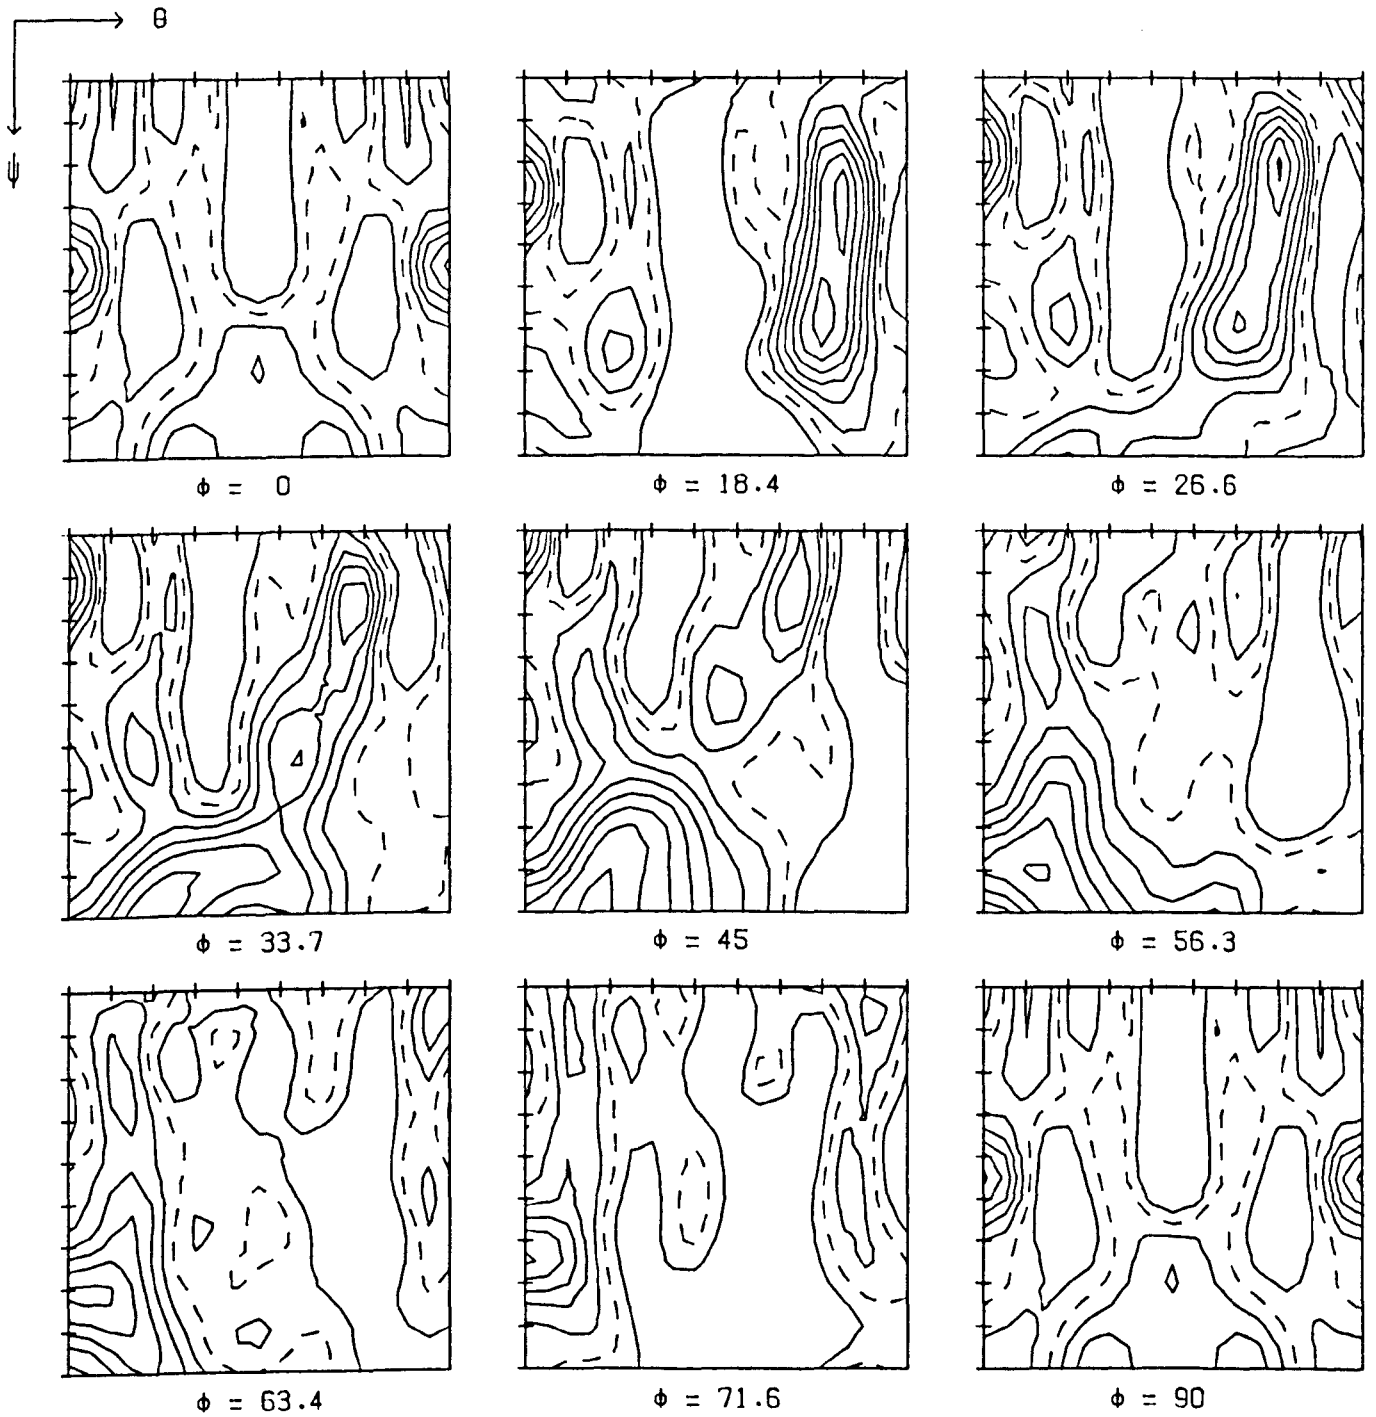 θ
ψ
ϕ = 0
ϕ = 18.4
ϕ = 26.6
ϕ = 33.7
ϕ = 45
ϕ = 56.3
ϕ = 63.4
ϕ = 71.6
ϕ = 90